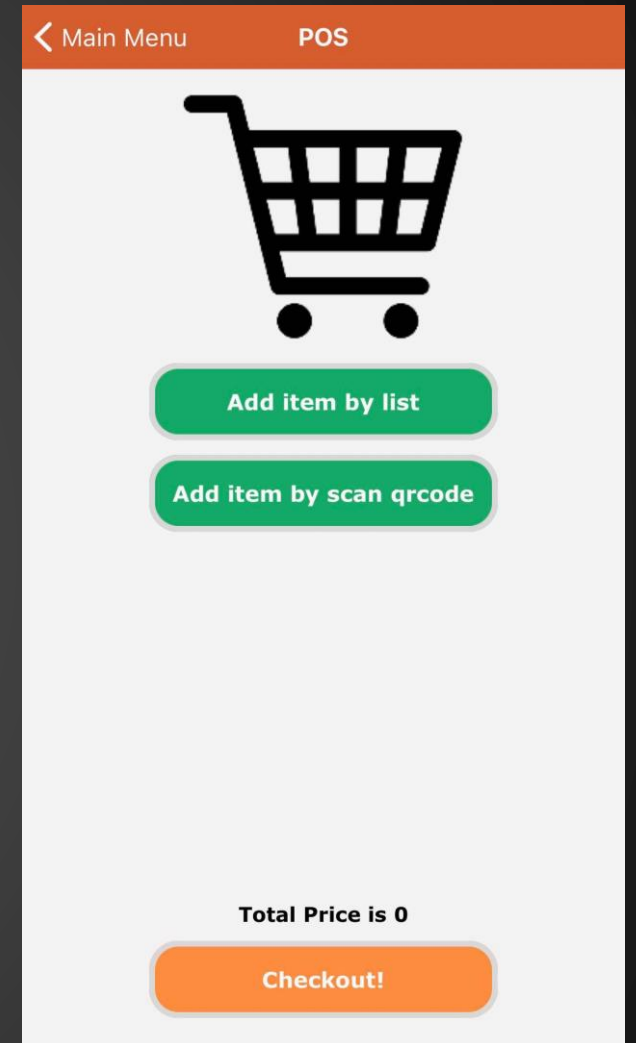 Main Menu POS
Add item by list
Add item by scan qrcode
Total Price is 0
Checkout!